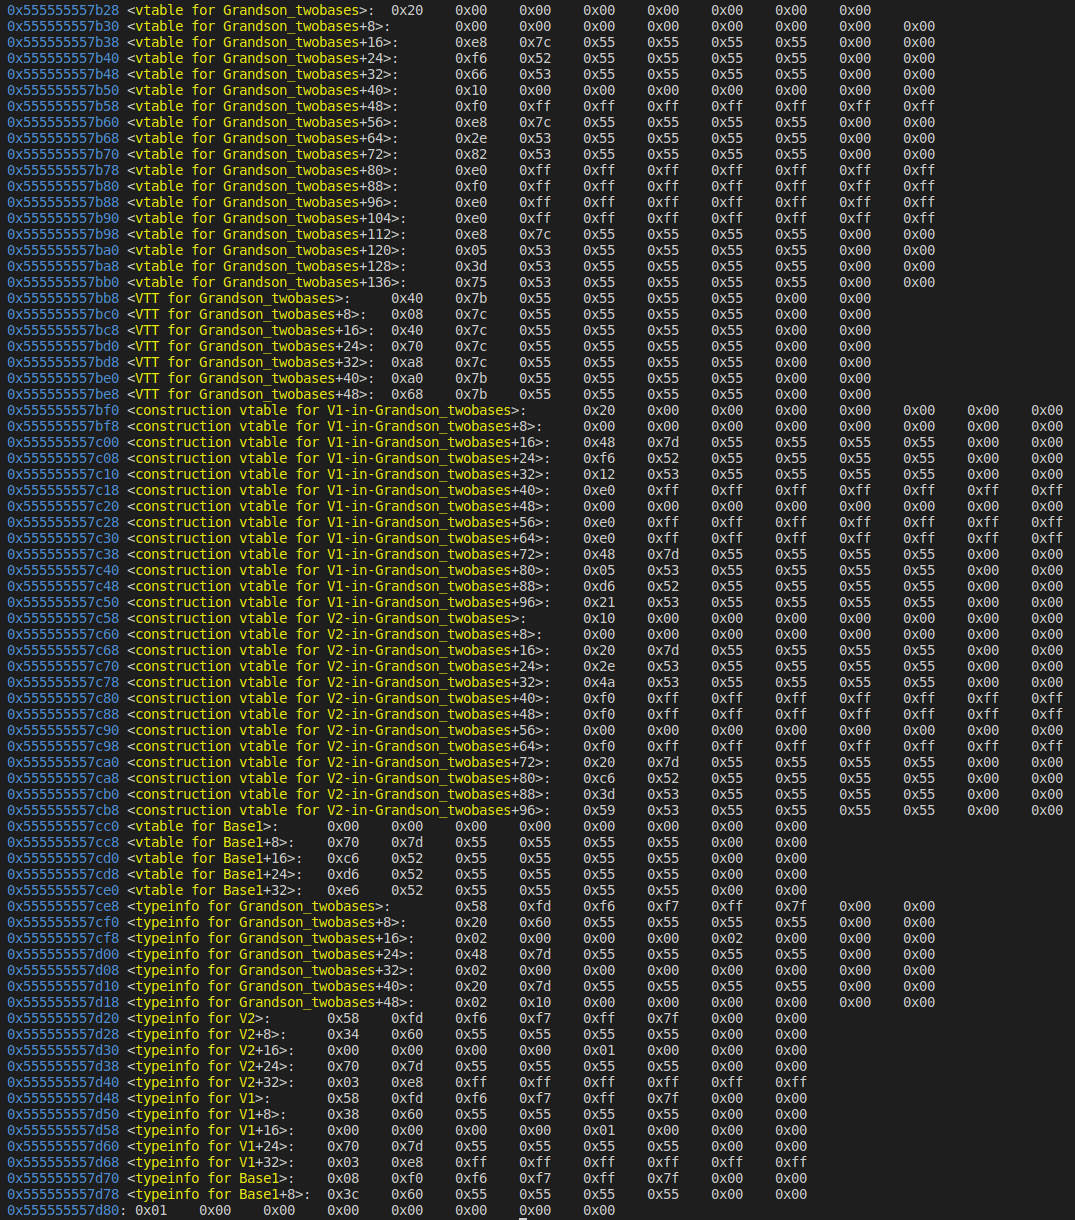 0x555555557b28 <vtable for Grandson_twobases>: 0x20 0x00 0x00 0x00 0x00 0x00 0x00 0x00
0x555555557b30 <vtable for Grandson_twobases+8>: 0x00 0x00 0x00 0x00 0x00 0x00 0x00 0x00
0x555555557b38 <vtable for Grandson_twobases+16>: 0xe8 0x7c 0x55 0x55 0x55 0x55 0x00 0x00
0x555555557b40 <vtable for Grandson_twobases+24>: 0xf6 0x52 0x55 0x55 0x55 0x55 0x00 0x00
0x555555557b48 <vtable for Grandson_twobases+32>: 0x66 0x53 0x55 0x55 0x55 0x55 0x00 0x00
0x555555557b50 <vtable for Grandson_twobases+40>: 0x10 0x00 0x00 0x00 0x00 0x00 0x00 0x00
0x555555557b58 <vtable for Grandson_twobases+48>: 0xf0 0xff 0xff 0xff 0xff 0xff 0xff 0xff
0x555555557b60 <vtable for Grandson_twobases+56>: 0xe8 0x7c 0x55 0x55 0x55 0x55 0x00 0x00
0x555555557b68 <vtable for Grandson_twobases+64>: 0x2e 0x53 0x55 0x55 0x55 0x55 0x00 0x00
0x555555557b70 <vtable for Grandson_twobases+72>: 0x82 0x53 0x55 0x55 0x55 0x55 0x00 0x00
0x555555557b78 <vtable for Grandson_twobases+80>: 0xe0 0xff 0xff 0xff 0xff 0xff 0xff 0xff
0x555555557b80 <vtable for Grandson_twobases+88>: 0xf0 0xff 0xff 0xff 0xff 0xff 0xff 0xff
0x555555557b88 <vtable for Grandson_twobases+96>: 0xe0 0xff 0xff 0xff 0xff 0xff 0xff 0xff
0x555555557b90 <vtable for Grandson_twobases+104>: 0xe0 0xff 0xff 0xff 0xff 0xff 0xff 0xff
0x555555557b98 <vtable for Grandson_twobases+112>: 0xe8 0x7c 0x55 0x55 0x55 0x55 0x00 0x00
0x555555557ba0 <vtable for Grandson_twobases+120>: 0x05 0x53 0x55 0x55 0x55 0x55 0x00 0x00
0x555555557ba8 <vtable for Grandson_twobases+128>: 0x3d 0x53 0x55 0x55 0x55 0x55 0x00 0x00
0x555555557bb0 <vtable for Grandson_twobases+136>: 0x75 0x53 0x55 0x55 0x55 0x55 0x00 0x00
0x555555557bb8 <VTT for Grandson_twobases>: 0x40 0x7b 0x55 0x55 0x55 0x55 0x00 0x00
0x555555557bc0 <VTT for Grandson_twobases+8>: 0x08 0x7c 0x55 0x55 0x55 0x55 0x00 0x00
0x555555557bc8 <VTT for Grandson_twobases+16>: 0x40 0x7c 0x55 0x55 0x55 0x55 0x00 0x00
0x555555557bd0 <VTT for Grandson_twobases+24>: 0x70 0x7c 0x55 0x55 0x55 0x55 0x00 0x00
0x555555557bd8 <VTT for Grandson_twobases+32>: 0xa8 0x7c 0x55 0x55 0x55 0x55 0x00 0x00
0x555555557be0 <VTT for Grandson_twobases+40>: 0xa0 0x7b 0x55 0x55 0x55 0x55 0x00 0x00
0x555555557be8 <VTT for Grandson_twobases+48>: 0x68 0x7b 0x55 0x55 0x55 0x55 0x00 0x00
0x555555557bf0 <construction vtable for V1-in-Grandson_twobases>: 0x20 0x00 0x00 0x00 0x00 0x00 0x00 0x00
0x555555557bf8 <construction vtable for V1-in-Grandson_twobases+8>: 0x00 0x00 0x00 0x00 0x00 0x00 0x00 0x00
0x555555557c00 <construction vtable for V1-in-Grandson_twobases+16>: 0x48 0x7d 0x55 0x55 0x55 0x55 0x00 0x00
0x555555557c08 <construction vtable for V1-in-Grandson_twobases+24>: 0xf6 0x52 0x55 0x55 0x55 0x55 0x00 0x00
0x555555557c10 <construction vtable for V1-in-Grandson_twobases+32>: 0x12 0x53 0x55 0x55 0x55 0x55 0x00 0x00
0x555555557c18 <construction vtable for V1-in-Grandson_twobases+40>: 0xe0 0xff 0xff 0xff 0xff 0xff 0xff 0xff
0x555555557c20 <construction vtable for V1-in-Grandson_twobases+48>: 0x00 0x00 0x00 0x00 0x00 0x00 0x00 0x00
0x555555557c28 <construction vtable for V1-in-Grandson_twobases+56>: 0xe0 0xff 0xff 0xff 0xff 0xff 0xff 0xff
0x555555557c30 <construction vtable for V1-in-Grandson_twobases+64>: 0xe0 0xff 0xff 0xff 0xff 0xff 0xff 0xff
0x555555557c38 <construction vtable for V1-in-Grandson_twobases+72>: 0x48 0x7d 0x55 0x55 0x55 0x55 0x00 0x00
0x555555557c40 <construction vtable for V1-in-Grandson_twobases+80>: 0x05 0x53 0x55 0x55 0x55 0x55 0x00 0x00
0x555555557c48 <construction vtable for V1-in-Grandson_twobases+88>: 0xd6 0x52 0x55 0x55 0x55 0x55 0x00 0x00
0x555555557c50 <construction vtable for V1-in-Grandson_twobases+96>: 0x21 0x53 0x55 0x55 0x55 0x55 0x00 0x00
0x555555557c58 <construction vtable for V2-in-Grandson_twobases>: 0x10 0x00 0x00 0x00 0x00 0x00 0x00 0x00
0x555555557c60 <construction vtable for V2-in-Grandson_twobases+8>: 0x00 0x00 0x00 0x00 0x00 0x00 0x00 0x00
0x555555557c68 <construction vtable for V2-in-Grandson_twobases+16>: 0x20 0x7d 0x55 0x55 0x55 0x55 0x00 0x00
0x555555557c70 <construction vtable for V2-in-Grandson_twobases+24>: 0x2e 0x53 0x55 0x55 0x55 0x55 0x00 0x00
0x555555557c78 <construction vtable for V2-in-Grandson_twobases+32>: 0x4a 0x53 0x55 0x55 0x55 0x55 0x00 0x00
0x555555557c80 <construction vtable for V2-in-Grandson_twobases+40>: 0xf0 0xff 0xff 0xff 0xff 0xff 0xff 0xff
0x555555557c88 <construction vtable for V2-in-Grandson_twobases+48>: 0xf0 0xff 0xff 0xff 0xff 0xff 0xff 0xff
0x555555557c90 <construction vtable for V2-in-Grandson_twobases+56>: 0x00 0x00 0x00 0x00 0x00 0x00 0x00 0x00
0x555555557c98 <construction vtable for V2-in-Grandson_twobases+64>: 0xf0 0xff 0xff 0xff 0xff 0xff 0xff 0xff
0x555555557ca0 <construction vtable for V2-in-Grandson_twobases+72>: 0x20 0x7d 0x55 0x55 0x55 0x55 0x00 0x00
0x555555557ca8 <construction vtable for V2-in-Grandson_twobases+80>: 0xc6 0x52 0x55 0x55 0x55 0x55 0x00 0x00
0x555555557cb0 <construction vtable for V2-in-Grandson_twobases+88>: 0x3d 0x53 0x55 0x55 0x55 0x55 0x00 0x00
0x555555557cb8 <construction vtable for V2-in-Grandson_twobases+96>: 0x59 0x53 0x55 0x55 0x55 0x55 0x00 0x00
0x555555557cc0 <vtable for Base1>: 0x00 0x00 0x00 0x00 0x00 0x00 0x00 0x00
0x555555557cc8 <vtable for Base1+8>: 0x70 0x7d 0x55 0x55 0x55 0x55 0x00 0x00
0x555555557cd0 <vtable for Base1+16>: 0xc6 0x52 0x55 0x55 0x55 0x55 0x00 0x00
0x555555557cd8 <vtable for Base1+24>: 0xd6 0x52 0x55 0x55 0x55 0x55 0x00 0x00
0x555555557ce0 <vtable for Base1+32>: 0xe6 0x52 0x55 0x55 0x55 0x55 0x00 0x00
0x555555557ce8 <typeinfo for Grandson_twobases>: 0x58 0xfd 0xf6 0xf7 0xff 0x7f 0x00 0x00
0x555555557cf0 <typeinfo for Grandson_twobases+8>: 0x20 0x60 0x55 0x55 0x55 0x55 0x00 0x00
0x555555557cf8 <typeinfo for Grandson_twobases+16>: 0x02 0x00 0x00 0x00 0x02 0x00 0x00 0x00
0x555555557d00 <typeinfo for Grandson_twobases+24>: 0x48 0x7d 0x55 0x55 0x55 0x55 0x00 0x00
0x555555557d08 <typeinfo for Grandson_twobases+32>: 0x02 0x00 0x00 0x00 0x00 0x00 0x00 0x00
0x555555557d10 <typeinfo for Grandson_twobases+40>: 0x20 0x7d 0x55 0x55 0x55 0x55 0x00 0x00
0x555555557d18 <typeinfo for Grandson_twobases+48>: 0x02 0x10 0x00 0x00 0x00 0x00 0x00 0x00
0x555555557d20 <typeinfo for V2>: 0x58 0xfd 0xf6 0xf7 0xff 0x7f 0x00 0x00
0x555555557d28 <typeinfo for V2+8>: 0x34 0x60 0x55 0x55 0x55 0x55 0x00 0x00
0x555555557d30 <typeinfo for V2+16>: 0x00 0x00 0x00 0x00 0x01 0x00 0x00 0x00
0x555555557d38 <typeinfo for V2+24>: 0x70 0x7d 0x55 0x55 0x55 0x55 0x00 0x00
0x555555557d40 <typeinfo for V2+32>: 0x03 0xe8 0xff 0xff 0xff 0xff 0xff 0xff
0x555555557d48 <typeinfo for V1>: 0x58 0xfd 0xf6 0xf7 0xff 0x7f 0x00 0x00
0x555555557d50 <typeinfo for V1+8>: 0x38 0x60 0x55 0x55 0x55 0x55 0x00 0x00
0x555555557d58 <typeinfo for V1+16>: 0x00 0x00 0x00 0x00 0x01 0x00 0x00 0x00
0x555555557d60 <typeinfo for V1+24>: 0x70 0x7d 0x55 0x55 0x55 0x55 0x00 0x00
0x555555557d68 <typeinfo for V1+32>: 0x03 0xe8 0xff 0xff 0xff 0xff 0xff 0xff
0x555555557d70 <typeinfo for Base1>: 0x08 0xf0 0xf6 0xf7 0xff 0x7f 0x00 0x00
0x555555557d78 <typeinfo for Base1+8>: 0x3c 0x60 0x55 0x55 0x55 0x55 0x00 0x00
0x555555557d80: 0x01 0x00 0x00 0x00 0x00 0x00 0x00 0x00